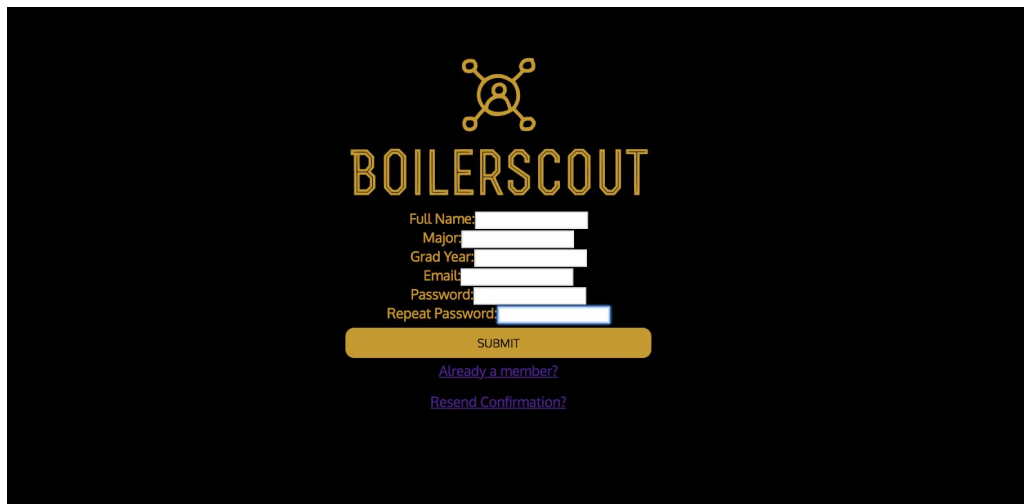 BOILERSCOUT
Full Name:
Major:
Grad Year:
Email:
Password:
Repeat Password:
SUBMIT
Already a member?
Resend Confirmation?